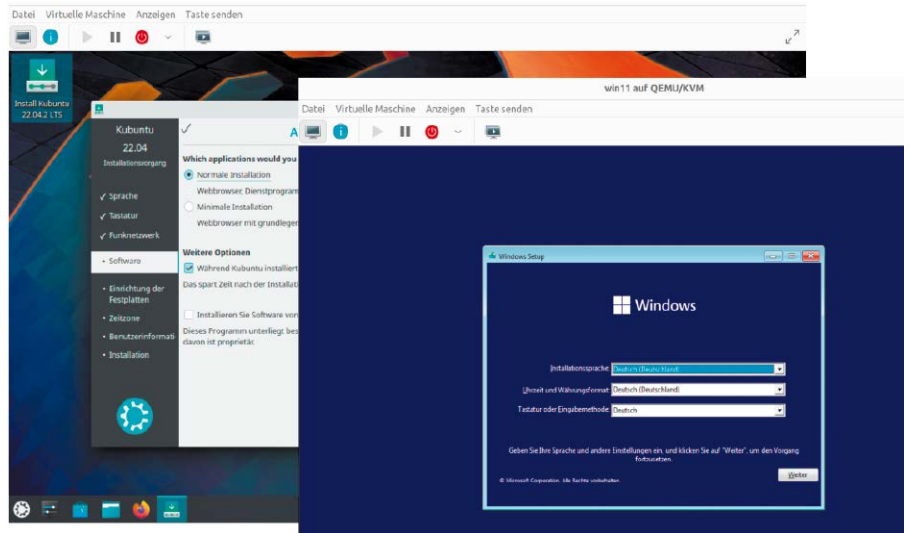 Datei Virtuelle Maschine Anzeigen Taste senden
Install Kubuntu
22.04.2 LTS
Kubuntu
22.04
Installationsvorgang
✓ Sprache
✓ Tastatur
✓ Funknetzwerk
• Software
• Einrichtung der
Festplatten
• Zeitzone
• Benutzerinformati
• Installation
A
Which applications would you
Normale Installation
Webbrowser, Dienstprogram
Minimale Installation
Webbrowser mit grundlegen
Weitere Optionen
Während Kubuntu installiert
Das spart Zeit nach der Installati
Installieren Sie Software von
Dieses Programm unterliegt bes
davon ist proprietär.
win11 auf QEMU/KVM
Datei Virtuelle Maschine Anzeigen Taste senden
Windows Setup
Windows
Installationssprache: Deutsch (Deutschland)
Uhrzeit und Währungsformat: Deutsch (Deutschland)
Tastatur oder Eingabemethode: Deutsch
Geben Sie Ihre Sprache und andere Einstellungen ein, und klicken Sie auf "Weiter", um den Vorgang
fortzusetzen.
© Microsoft Corporation. Alle Rechte vorbehalten.
Weiter